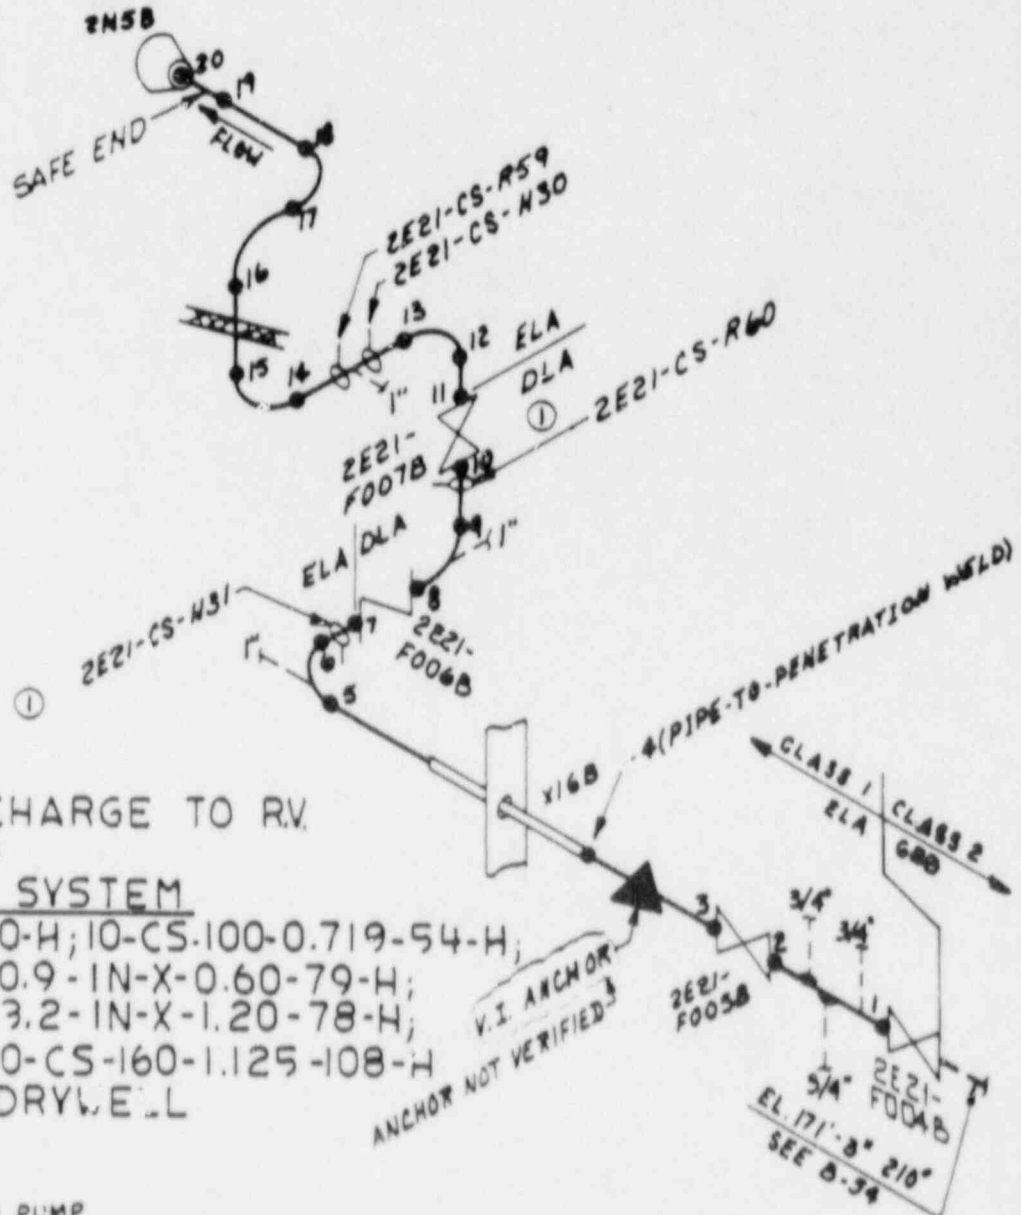 2N5B
20
19
SAFE END
FLOW
18
17
2E21-CS-R59
2E21-CS-H30
16
13
12
ELA
DLA
15
14
1"
11
①
2E21-CS-R60
2E21-
F007B
10
9
1"
ELA DLA
8
2E21-CS-H31
7
2E21-
F006B
6
1"
5
①
4(PIPE-TO-PENETRATION WELD)
X16B
CLASS 1 CLASS 2
GBB
CHARGE TO R.V.
SYSTEM
0-H; 10-CS-100-0.719-54-H;
0.9-IN-X-0.60-79-H;
3.2-IN-X-1.20-78-H;
0-CS-160-1.125-108-H
DRYWELL
3
2
3/4"
3/4"
1
V.I. ANCHOR
ANCHOR NOT VERIFIED
2E21-
F005B
2E21-
F004B
EL. 171'-8" 210°
SEE B-34
PUMP